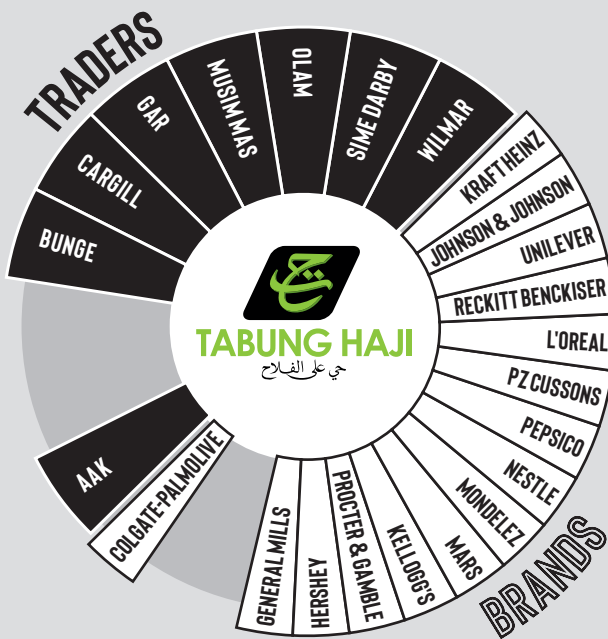 TRADERS
AAK
BUNGE
CARGILL
GAR
MUSIM MAS
OLAM
SIME DARBY
WILMAR
KRAFT HEINZ
JOHNSON & JOHNSON
UNILEVER
RECKITT BENCKISER
L'OREAL
PZ CUSSONS
PEPSICO
NESTLE
MONDELEZ
MARS
KELLOGG'S
PROCTER & GAMBLE
HERSHEY
GENERAL MILLS
COLGATE-PALMOLIVE
BRANDS
TABUNG HAJI
حي على الفلاح